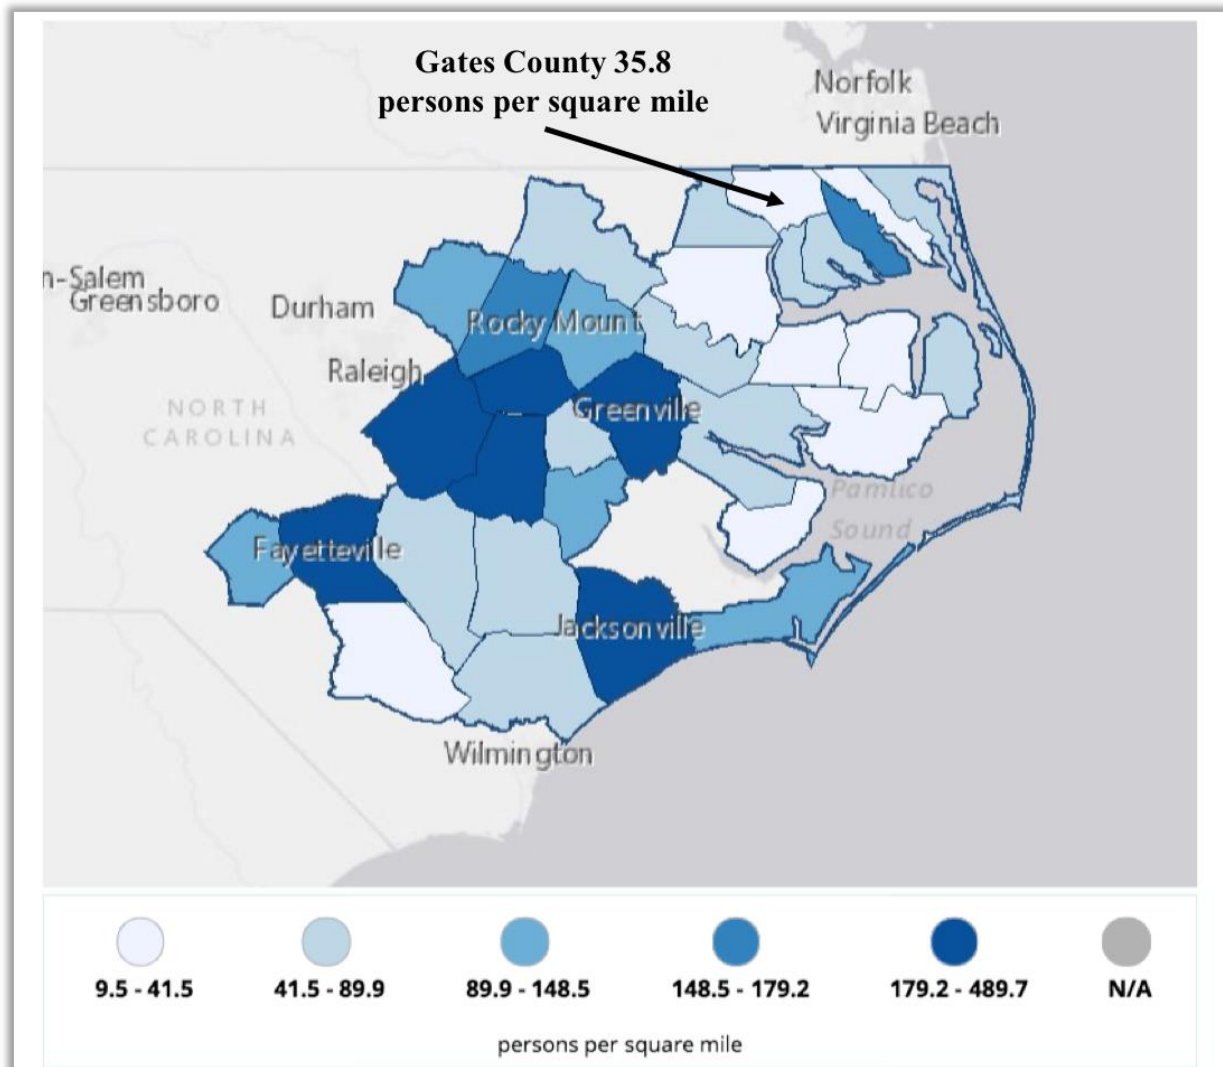 Gates County 35.8
persons per square mile
Norfolk
Virginia Beach
n-Salem
Greensboro
Durham
Rocky Mount
Raleigh
NORTH
CAROLINA
Greenville
Pamlico
Sound
Fayetteville
Jacksonville
Wilmington
9.5 - 41.5
41.5 - 89.9
89.9 - 148.5
148.5 - 179.2
179.2 - 489.7
N/A
persons per square mile